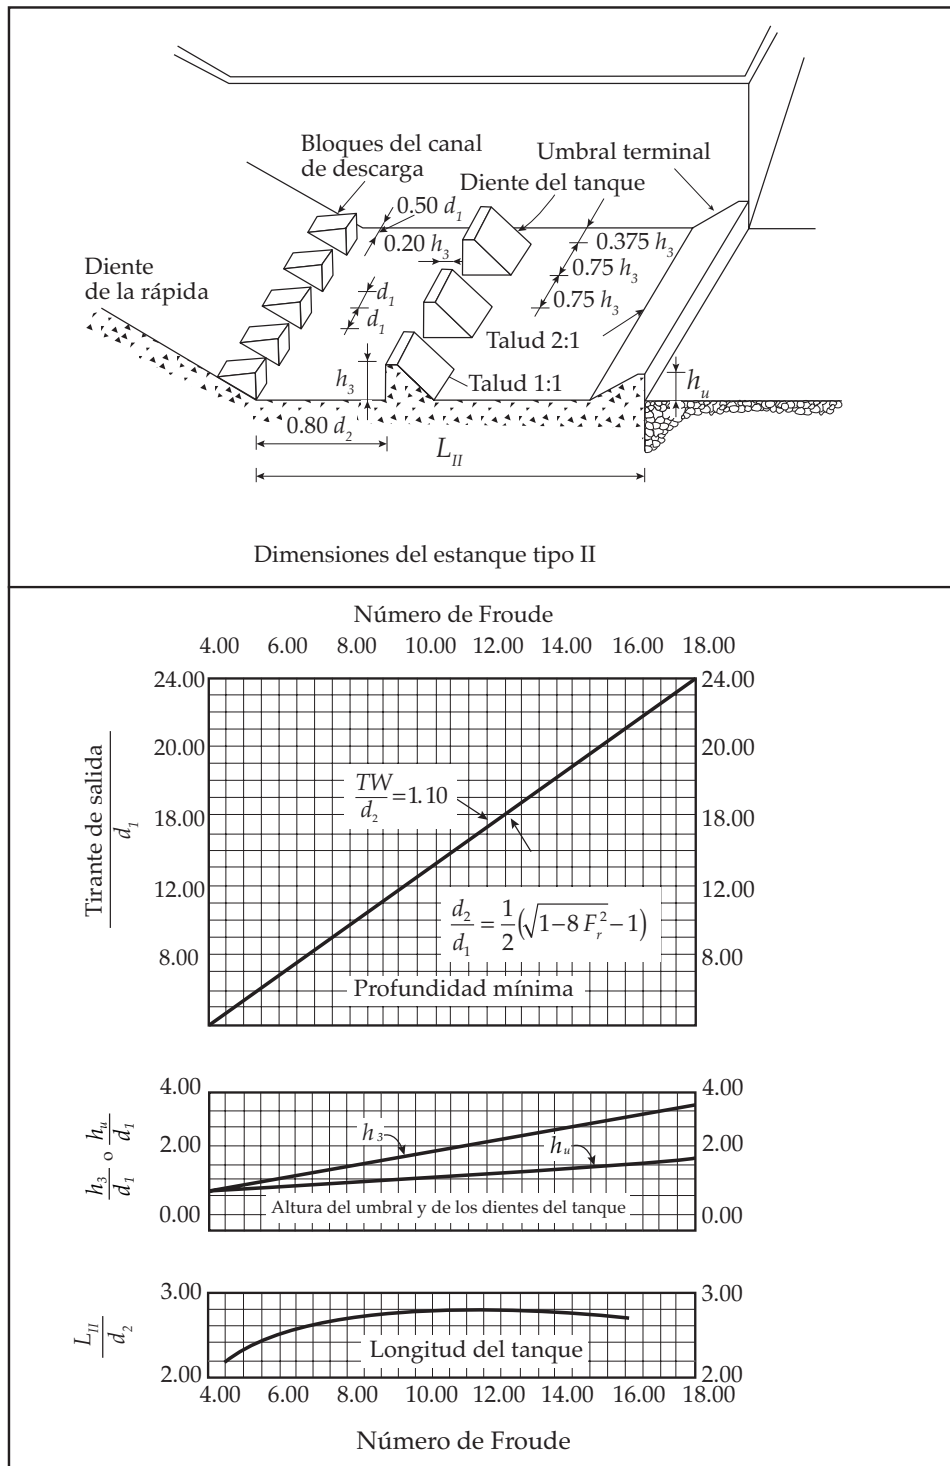 Bloques del canal
de descarga
Umbral terminal
Diente del tanque
0.50 d₁
0.20 h₃
0.375 h₃
0.75 h₃
0.75 h₃
Diente
de la rápida
d₁
d₁
Talud 2:1
h₃
Talud 1:1
hᵤ
0.80 d₂
L_II
Dimensiones del estanque tipo II
Número de Froude
4.00 6.00 8.00 10.00 12.00 14.00 16.00 18.00
24.00 24.00
20.00 20.00
18.00 18.00
12.00 12.00
8.00 8.00
Tirante de salida / d₁
TW/d₂ = 1.10
d₂/d₁ = 1/2 (√(1−8 F_r²) − 1)
Profundidad mínima
4.00 4.00
2.00 2.00
0.00 0.00
h₃/d₁ o hᵤ/d₁
h₃
hᵤ
Altura del umbral y de los dientes del tanque
3.00 3.00
2.00 2.00
L_II/d₂
Longitud del tanque
4.00 6.00 8.00 10.00 12.00 14.00 16.00 18.00
Número de Froude